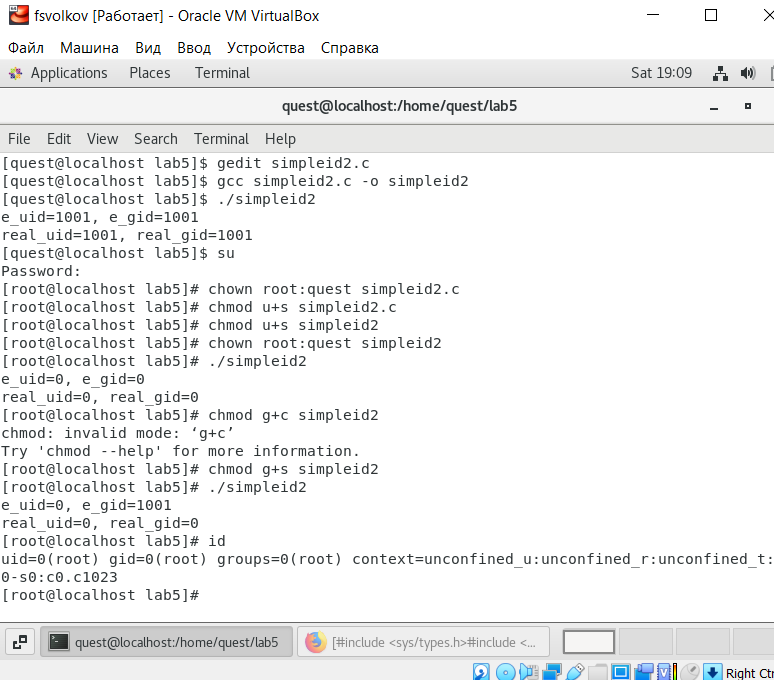 fsvolkov [Работает] - Oracle VM VirtualBox
Файл Машина Вид Ввод Устройства Справка
Applications Places Terminal Sat 19:09
quest@localhost:/home/quest/lab5
File Edit View Search Terminal Help
[quest@localhost lab5]$ gedit simpleid2.c
[quest@localhost lab5]$ gcc simpleid2.c -o simpleid2
[quest@localhost lab5]$ ./simpleid2
e_uid=1001, e_gid=1001
real_uid=1001, real_gid=1001
[quest@localhost lab5]$ su
Password:
[root@localhost lab5]# chown root:quest simpleid2.c
[root@localhost lab5]# chmod u+s simpleid2.c
[root@localhost lab5]# chmod u+s simpleid2
[root@localhost lab5]# chown root:quest simpleid2
[root@localhost lab5]# ./simpleid2
e_uid=0, e_gid=0
real_uid=0, real_gid=0
[root@localhost lab5]# chmod g+c simpleid2
chmod: invalid mode: ‘g+c’
Try 'chmod --help' for more information.
[root@localhost lab5]# chmod g+s simpleid2
[root@localhost lab5]# ./simpleid2
e_uid=0, e_gid=1001
real_uid=0, real_gid=0
[root@localhost lab5]# id
uid=0(root) gid=0(root) groups=0(root) context=unconfined_u:unconfined_r:unconfined_t:
0-s0:c0.c1023
[root@localhost lab5]#
quest@localhost:/home/quest/lab5 [#include <sys/types.h>#include <...
Right Ctr